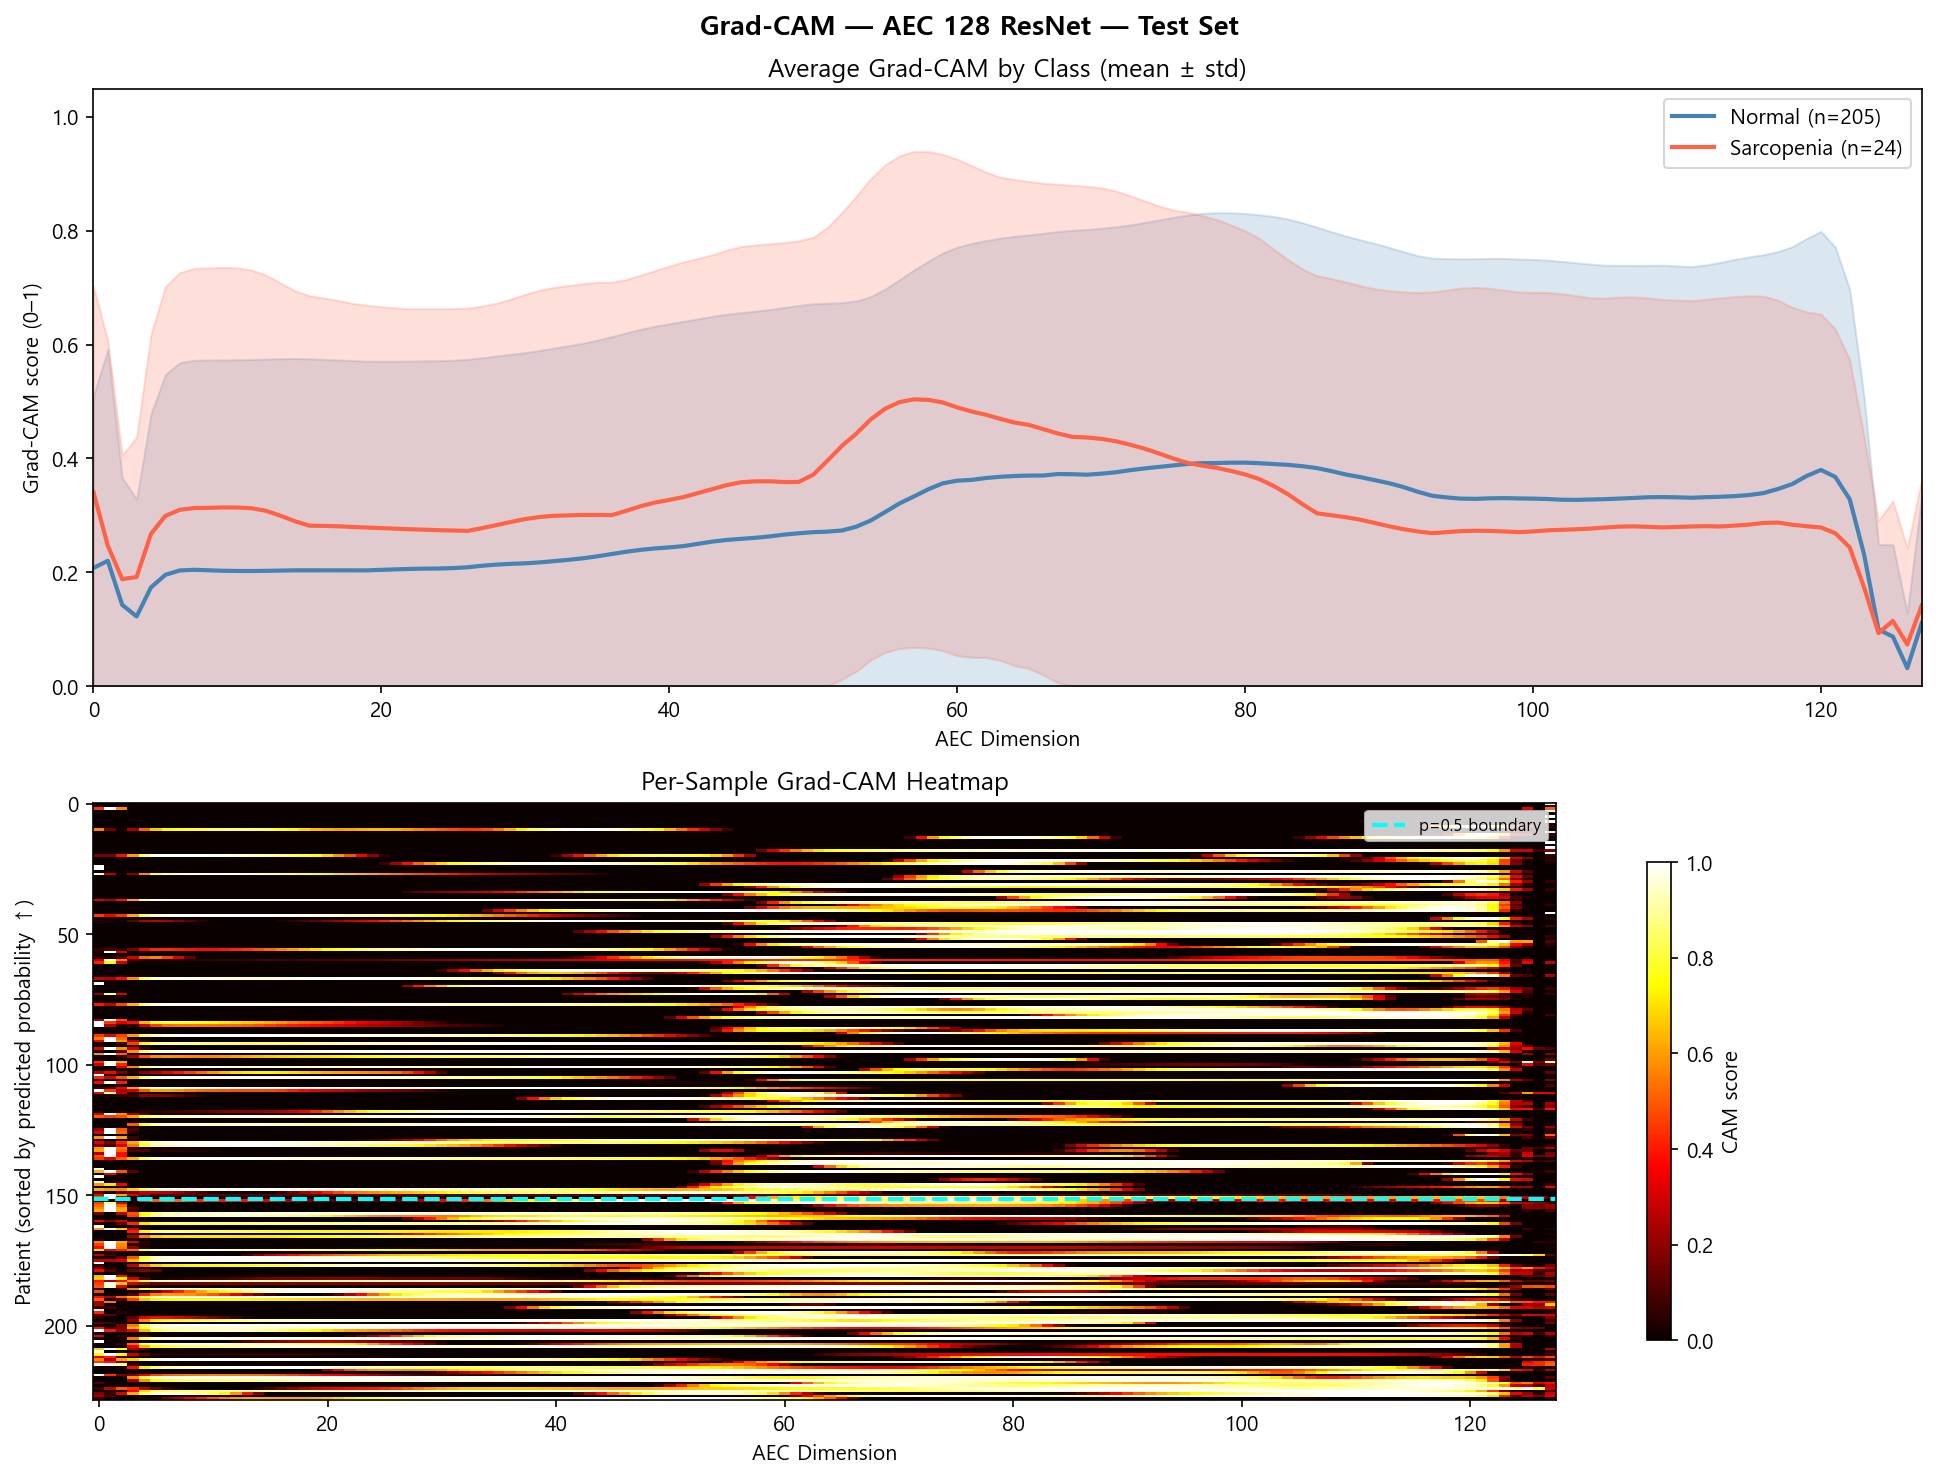 Grad-CAM — AEC 128 ResNet — Test Set
Average Grad-CAM by Class (mean ± std)
Grad-CAM score (0–1)
1.0
0.8
0.6
0.4
0.2
0.0
Normal (n=205)
Sarcopenia (n=24)
0 20 40 60 80 100 120
AEC Dimension
Per-Sample Grad-CAM Heatmap
Patient (sorted by predicted probability ↑)
0
50
100
150
200
p=0.5 boundary
0 20 40 60 80 100 120
AEC Dimension
1.0
0.8
0.6
0.4
0.2
0.0
CAM score